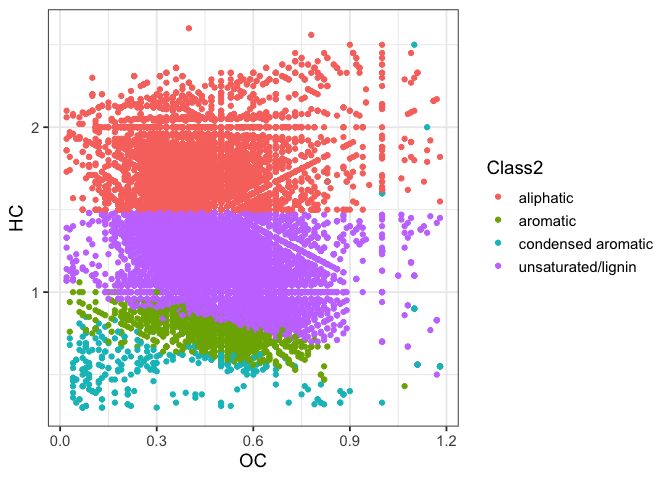 HC
2
1
0.0 0.3 0.6 0.9 1.2
OC
Class2
aliphatic
aromatic
condensed aromatic
unsaturated/lignin